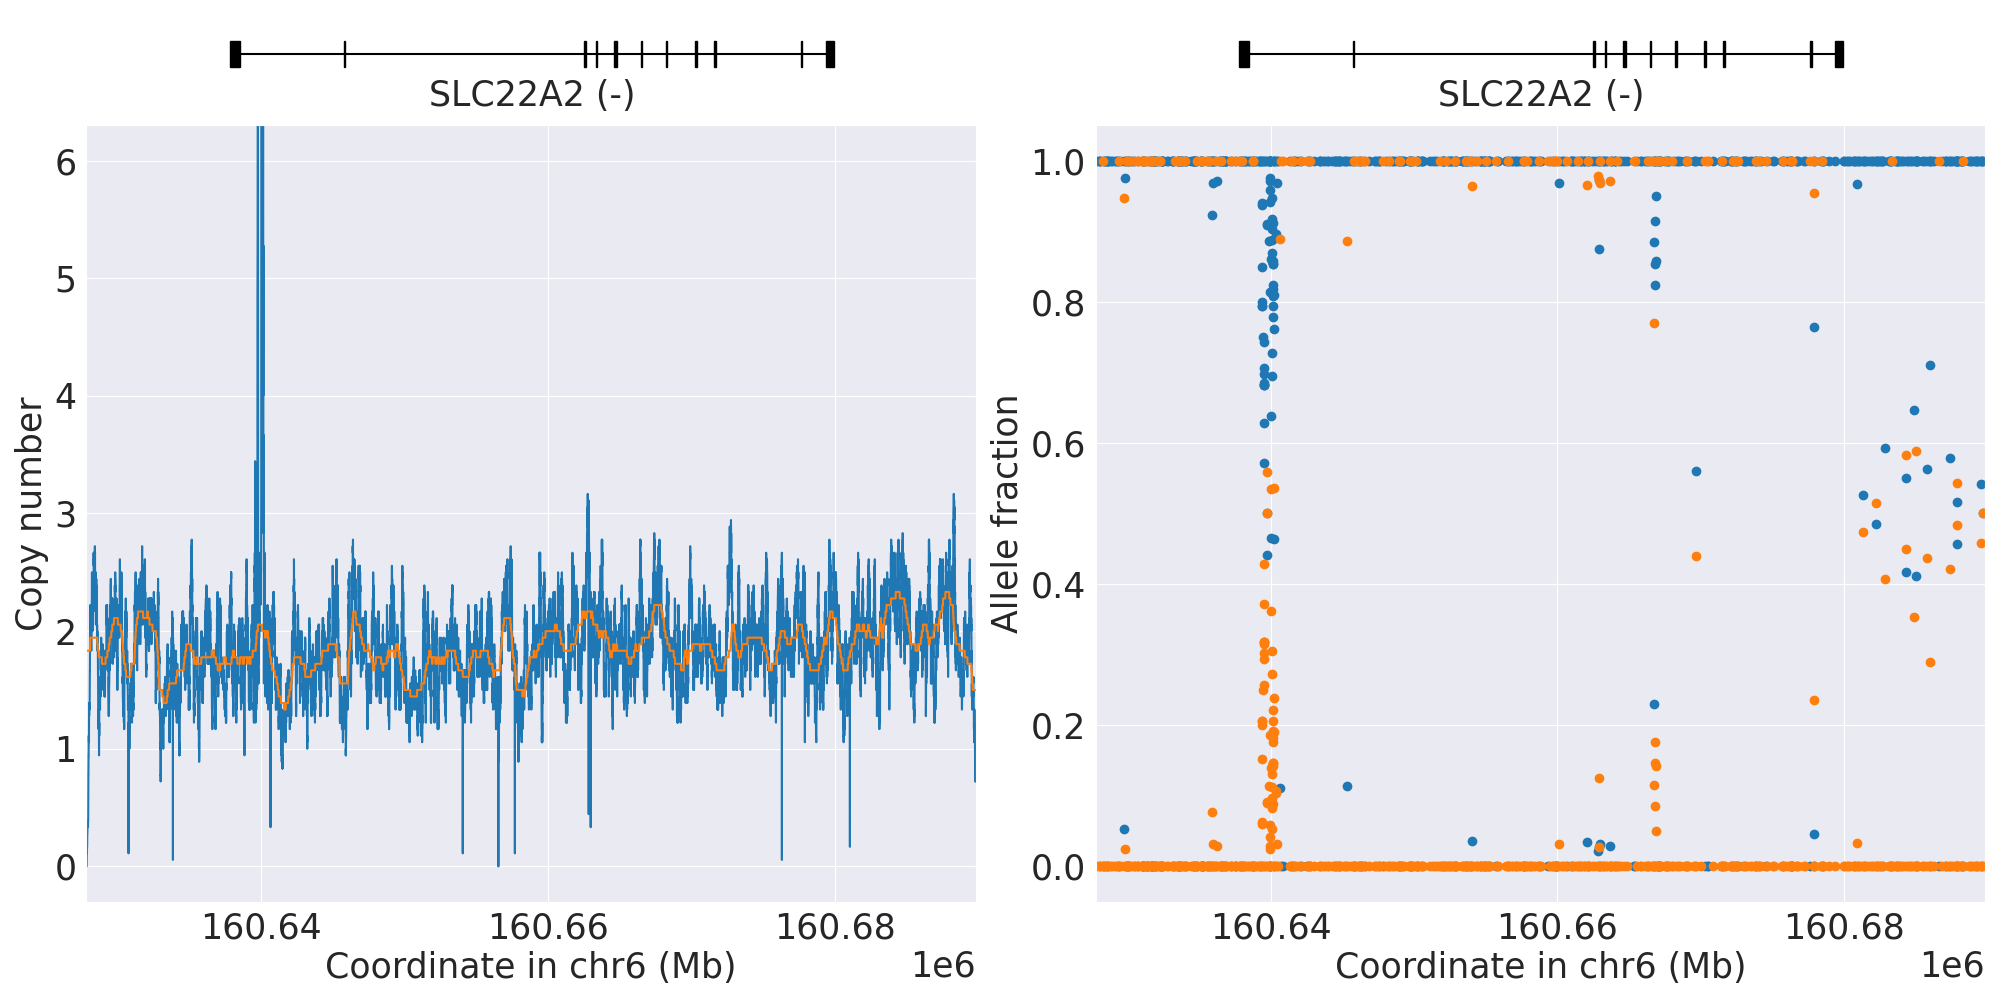 SLC22A2 (-)
Copy number
6
5
4
3
2
1
0
160.64
160.66
160.68
Coordinate in chr6 (Mb)
1e6
SLC22A2 (-)
Allele fraction
1.0
0.8
0.6
0.4
0.2
0.0
160.64
160.66
160.68
Coordinate in chr6 (Mb)
1e6